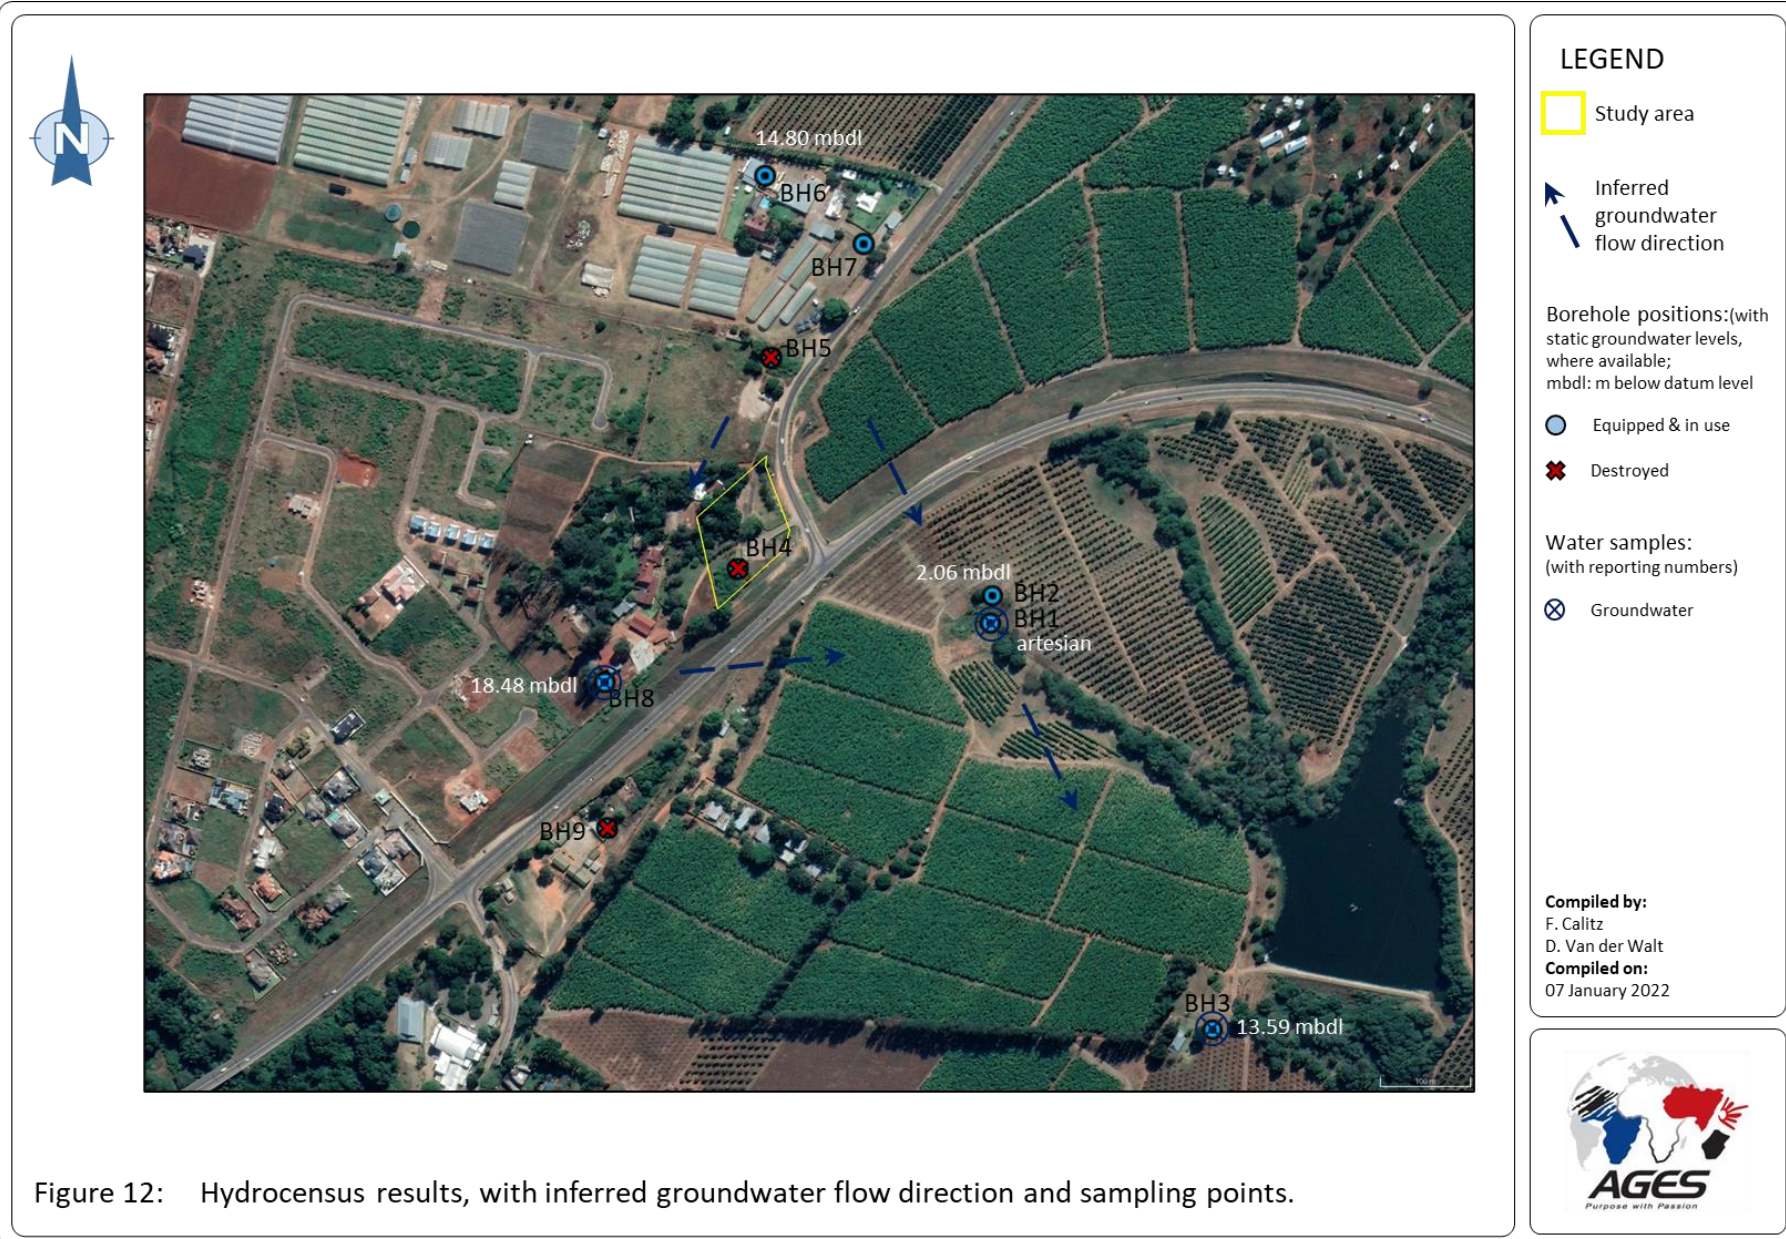 N
14.80 mbdl
BH6
BH7
BH5
BH4
2.06 mbdl
BH2
BH1
artesian
18.48 mbdl
BH8
BH9
BH3
13.59 mbdl
100 m
LEGEND
Study area
Inferred
groundwater
flow direction
Borehole positions:(with
static groundwater levels,
where available;
mbdl: m below datum level
Equipped & in use
Destroyed
Water samples:
(with reporting numbers)
Groundwater
Compiled by:
F. Calitz
D. Van der Walt
Compiled on:
07 January 2022
AGES
Purpose with Passion
Figure 12: Hydrocensus results, with inferred groundwater flow direction and sampling points.